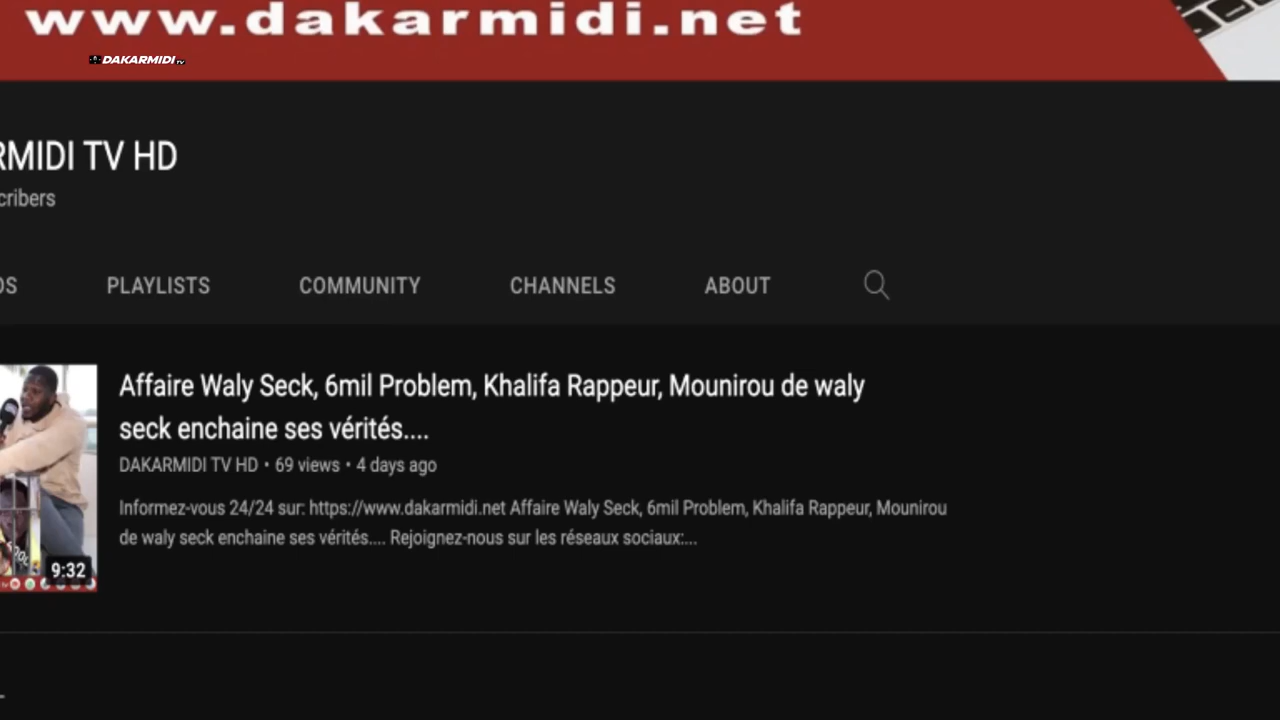 www.dakarmidi.net
DAKARMIDI TV
RMIDI TV HD
cribers
OS
PLAYLISTS
COMMUNITY
CHANNELS
ABOUT
Affaire Waly Seck, 6mil Problem, Khalifa Rappeur, Mounirou de waly
seck enchaine ses vérités....
DAKARMIDI TV HD • 69 views • 4 days ago
Informez-vous 24/24 sur: https://www.dakarmidi.net Affaire Waly Seck, 6mil Problem, Khalifa Rappeur, Mounirou
de waly seck enchaine ses vérités.... Rejoignez-nous sur les réseaux sociaux:...
9:32